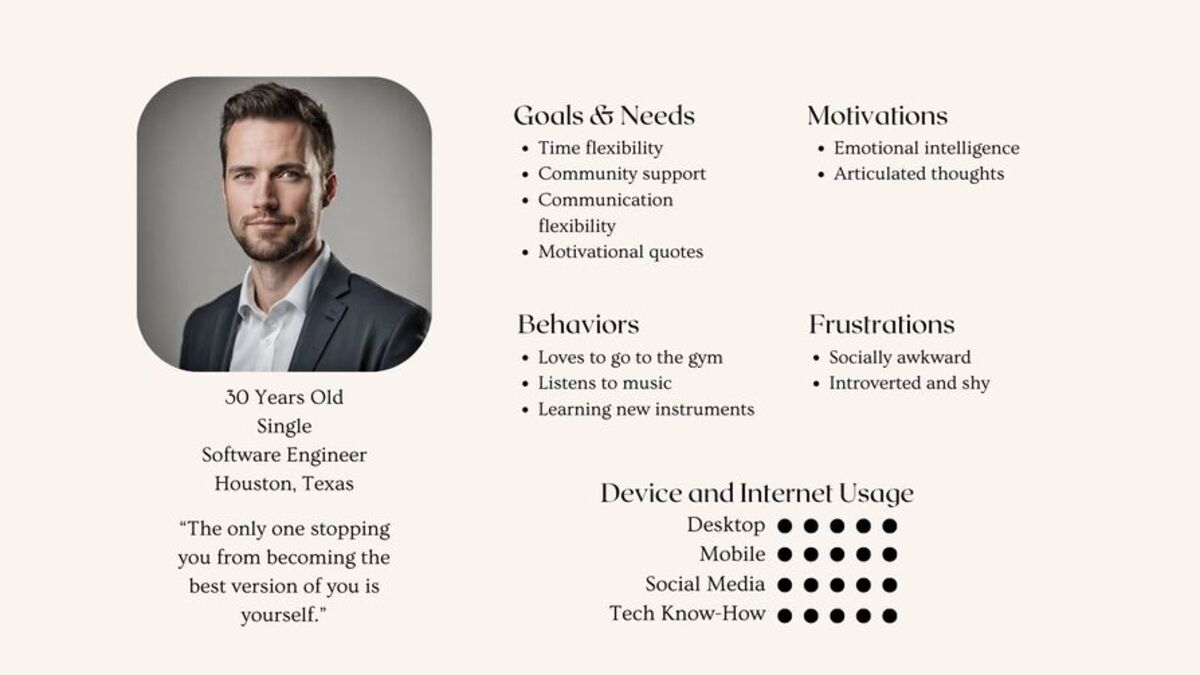 30 Years Old
Single
Software Engineer
Houston, Texas
“The only one stopping
you from becoming the
best version of you is
yourself.”
Goals & Needs
• Time flexibility
• Community support
• Communication
flexibility
• Motivational quotes
Motivations
• Emotional intelligence
• Articulated thoughts
Behaviors
• Loves to go to the gym
• Listens to music
• Learning new instruments
Frustrations
• Socially awkward
• Introverted and shy
Device and Internet Usage
Desktop
Mobile
Social Media
Tech Know-How